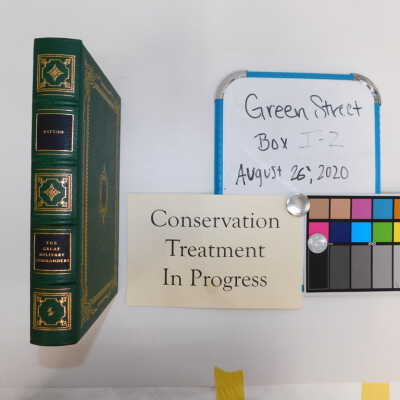 PATTON
THE
GREAT
MILITARY
COMMANDERS
Green Street
Box I-2
August 26, 2020
Conservation
Treatment
In Progress